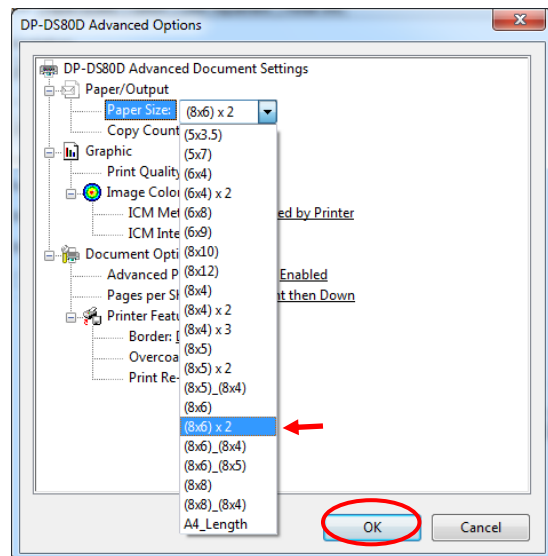 DP-DS80D Advanced Options
DP-DS80D Advanced Document Settings
Paper/Output
Paper Size: (8x6) x 2
Copy Count
(5x3.5)
Graphic
(5x7)
Print Quality
(6x4)
Image Color
(6x4) x 2
ICM Met
(6x8)
ed by Printer
ICM Inte
(6x9)
Document Opti
(8x10)
Advanced P
(8x12)
Enabled
Pages per Sh
(8x4)
nt then Down
Printer Featu
(8x4) x 2
(8x4) x 3
Border:
(8x5)
Overcoa
(8x5) x 2
Print Re-
(8x5)_(8x4)
(8x6)
(8x6) x 2
(8x6)_(8x4)
(8x6)_(8x5)
(8x8)
(8x8)_(8x4)
A4_Length
OK
Cancel